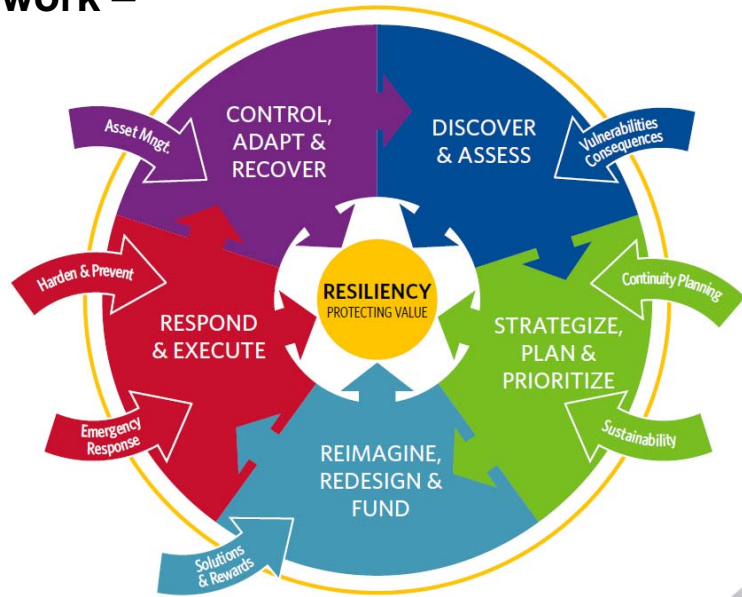 work –
CONTROL,
ADAPT &
RECOVER
DISCOVER
& ASSESS
Asset Mngt.
Vulnerabilities
Consequences
Harden & Prevent
RESILIENCY
PROTECTING VALUE
Continuity Planning
RESPOND
& EXECUTE
STRATEGIZE,
PLAN &
PRIORITIZE
Emergency
Response
Sustainability
REIMAGINE,
REDESIGN &
FUND
Solutions
& Rewards